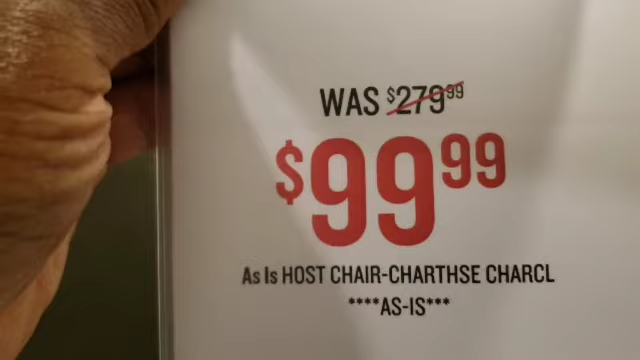 WAS $279.99
$99.99
As Is HOST CHAIR-CHARTHSE CHARCL
****AS-IS***